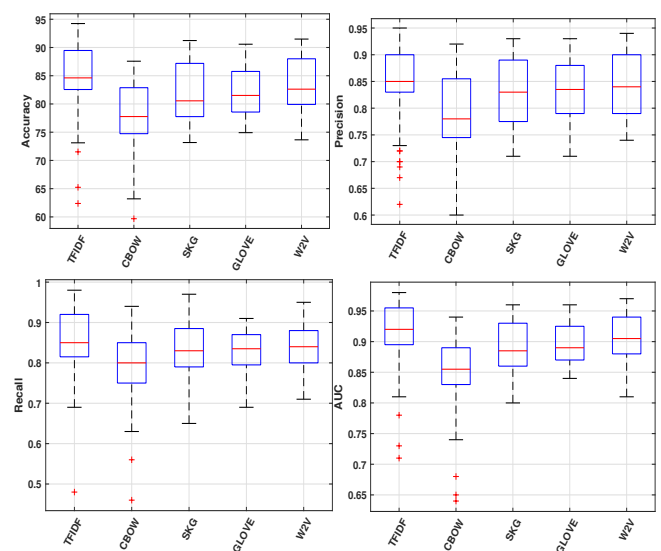 95
90
85
80
75
70
65
60
Accuracy
TFIDF
CBOW
SKG
GLOVE
W2V
0.95
0.9
0.85
0.8
0.75
0.7
0.65
0.6
Precision
TFIDF
CBOW
SKG
GLOVE
W2V
1
0.9
0.8
0.7
0.6
0.5
Recall
TFIDF
CBOW
SKG
GLOVE
W2V
0.95
0.9
0.85
0.8
0.75
0.7
0.65
AUC
TFIDF
CBOW
SKG
GLOVE
W2V